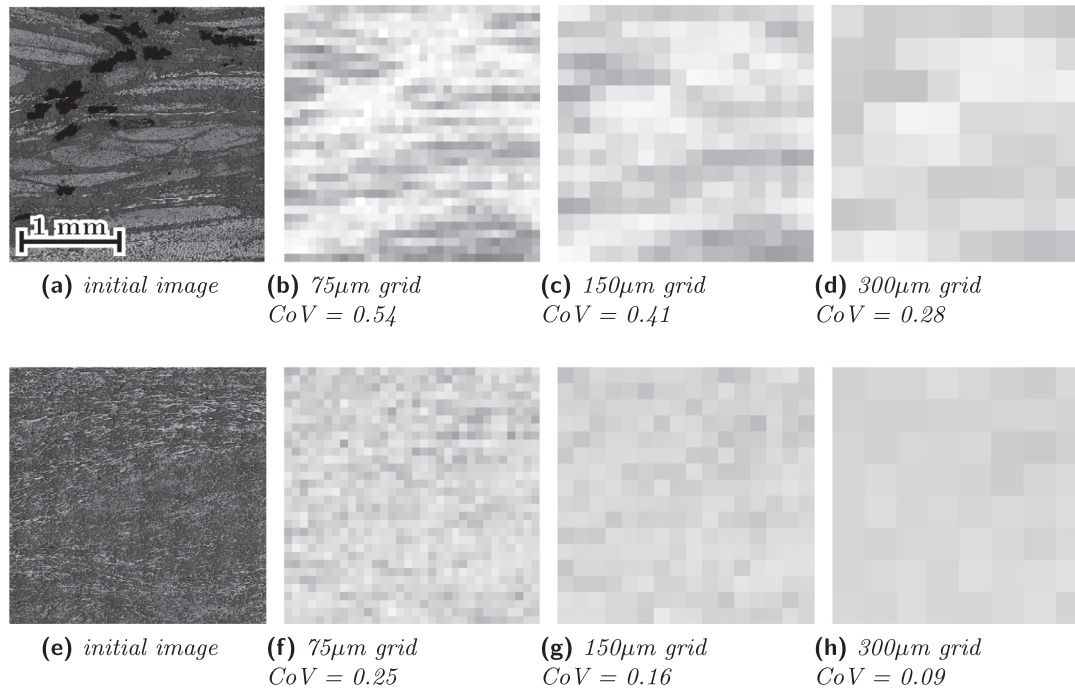 1 mm
(a) initial image
(b) 75µm grid
CoV = 0.54
(c) 150µm grid
CoV = 0.41
(d) 300µm grid
CoV = 0.28
(e) initial image
(f) 75µm grid
CoV = 0.25
(g) 150µm grid
CoV = 0.16
(h) 300µm grid
CoV = 0.09